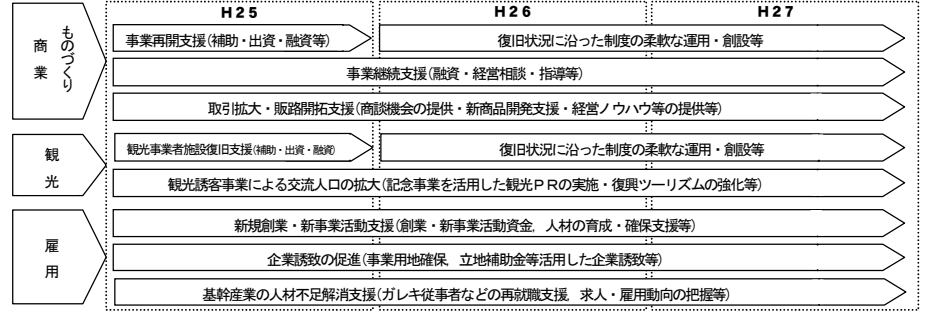 H25
H26
H27
ものづくり
商業
事業再開支援(補助・出資・融資等)
復旧状況に沿った制度の柔軟な運用・創設等
事業継続支援(融資・経営相談・指導等)
取引拡大・販路開拓支援(商談機会の提供・新商品開発支援・経営ノウハウ等の提供等)
観光
観光事業者施設復旧支援(補助・出資・融資)
復旧状況に沿った制度の柔軟な運用・創設等
観光誘客事業による交流人口の拡大(記念事業を活用した観光PRの実施・復興ツーリズムの強化等)
雇用
新規創業・新事業活動支援(創業・新事業活動資金，人材の育成・確保支援等)
企業誘致の促進(事業用地確保，立地補助金等活用した企業誘致等)
基幹産業の人材不足解消支援(ガレキ従事者などの再就職支援，求人・雇用動向の把握等)